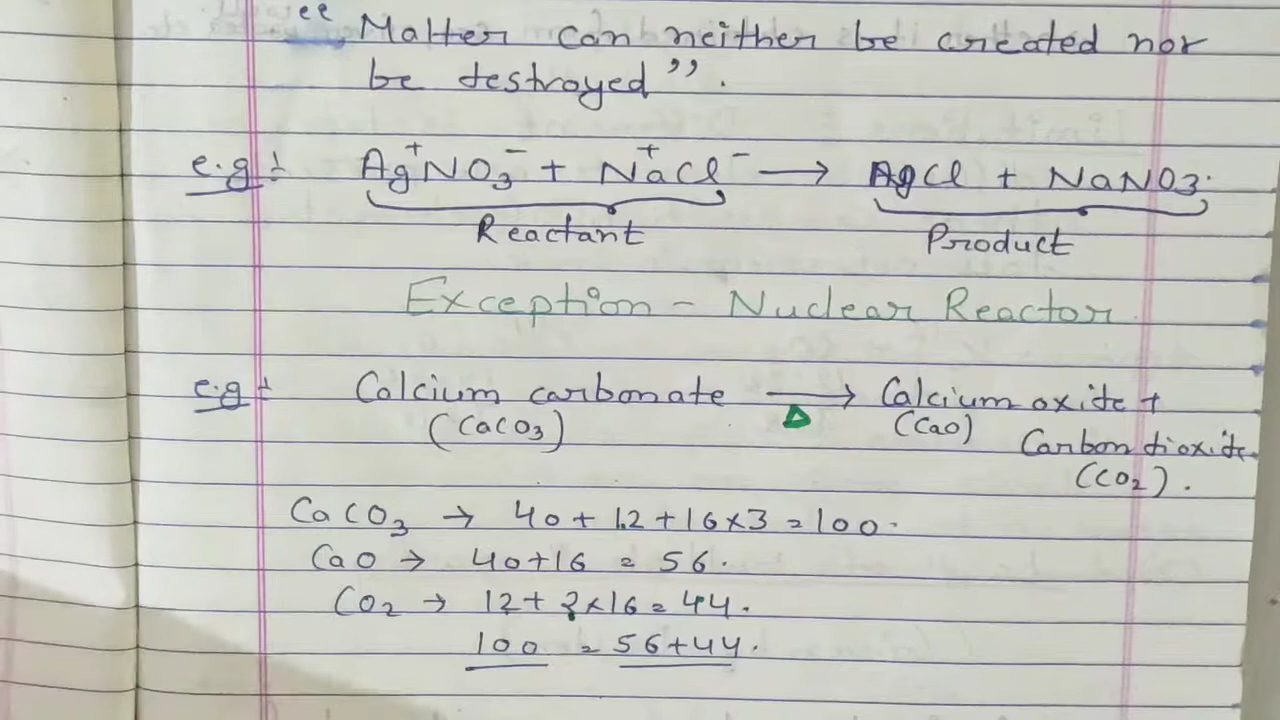 “ Matter can neither be created nor
be destroyed”.
e.g :- Ag⁺NO₃⁻ + Na⁺Cl⁻ → AgCl + NaNO3.
Reactant Product
Exception - Nuclear Reactor.
e.g :- Calcium carbonate →Δ Calcium oxide +
(CaCO3) (CaO) Carbon dioxide
(CO2).
CaCO3 → 40+12+16×3=100.
CaO → 40+16 = 56.
CO2 → 12+2×16=44.
100 = 56+44.